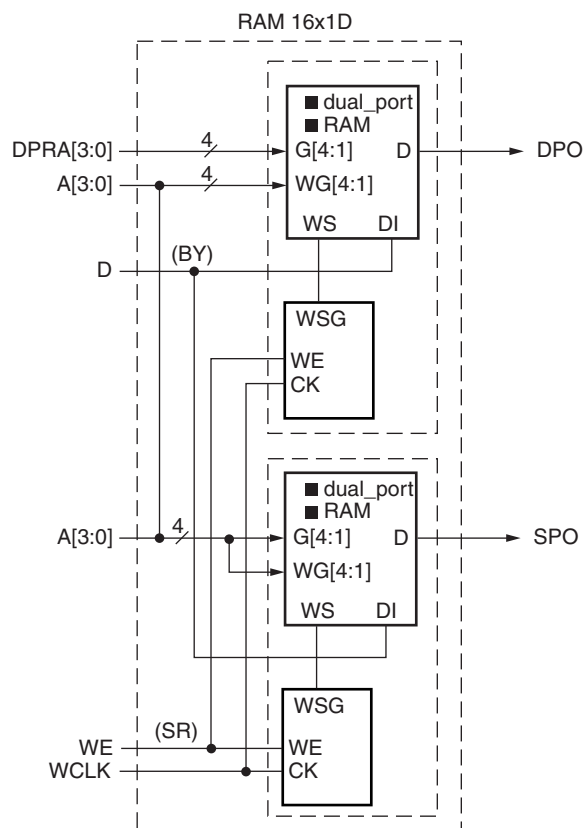 RAM 16x1D
dual_port
RAM
DPRA[3:0]
4
G[4:1]
D
DPO
A[3:0]
4
WG[4:1]
WS
DI
D
(BY)
WSG
WE
CK
dual_port
RAM
A[3:0]
4
G[4:1]
D
SPO
WG[4:1]
WS
DI
WSG
WE
(SR)
WE
WCLK
CK